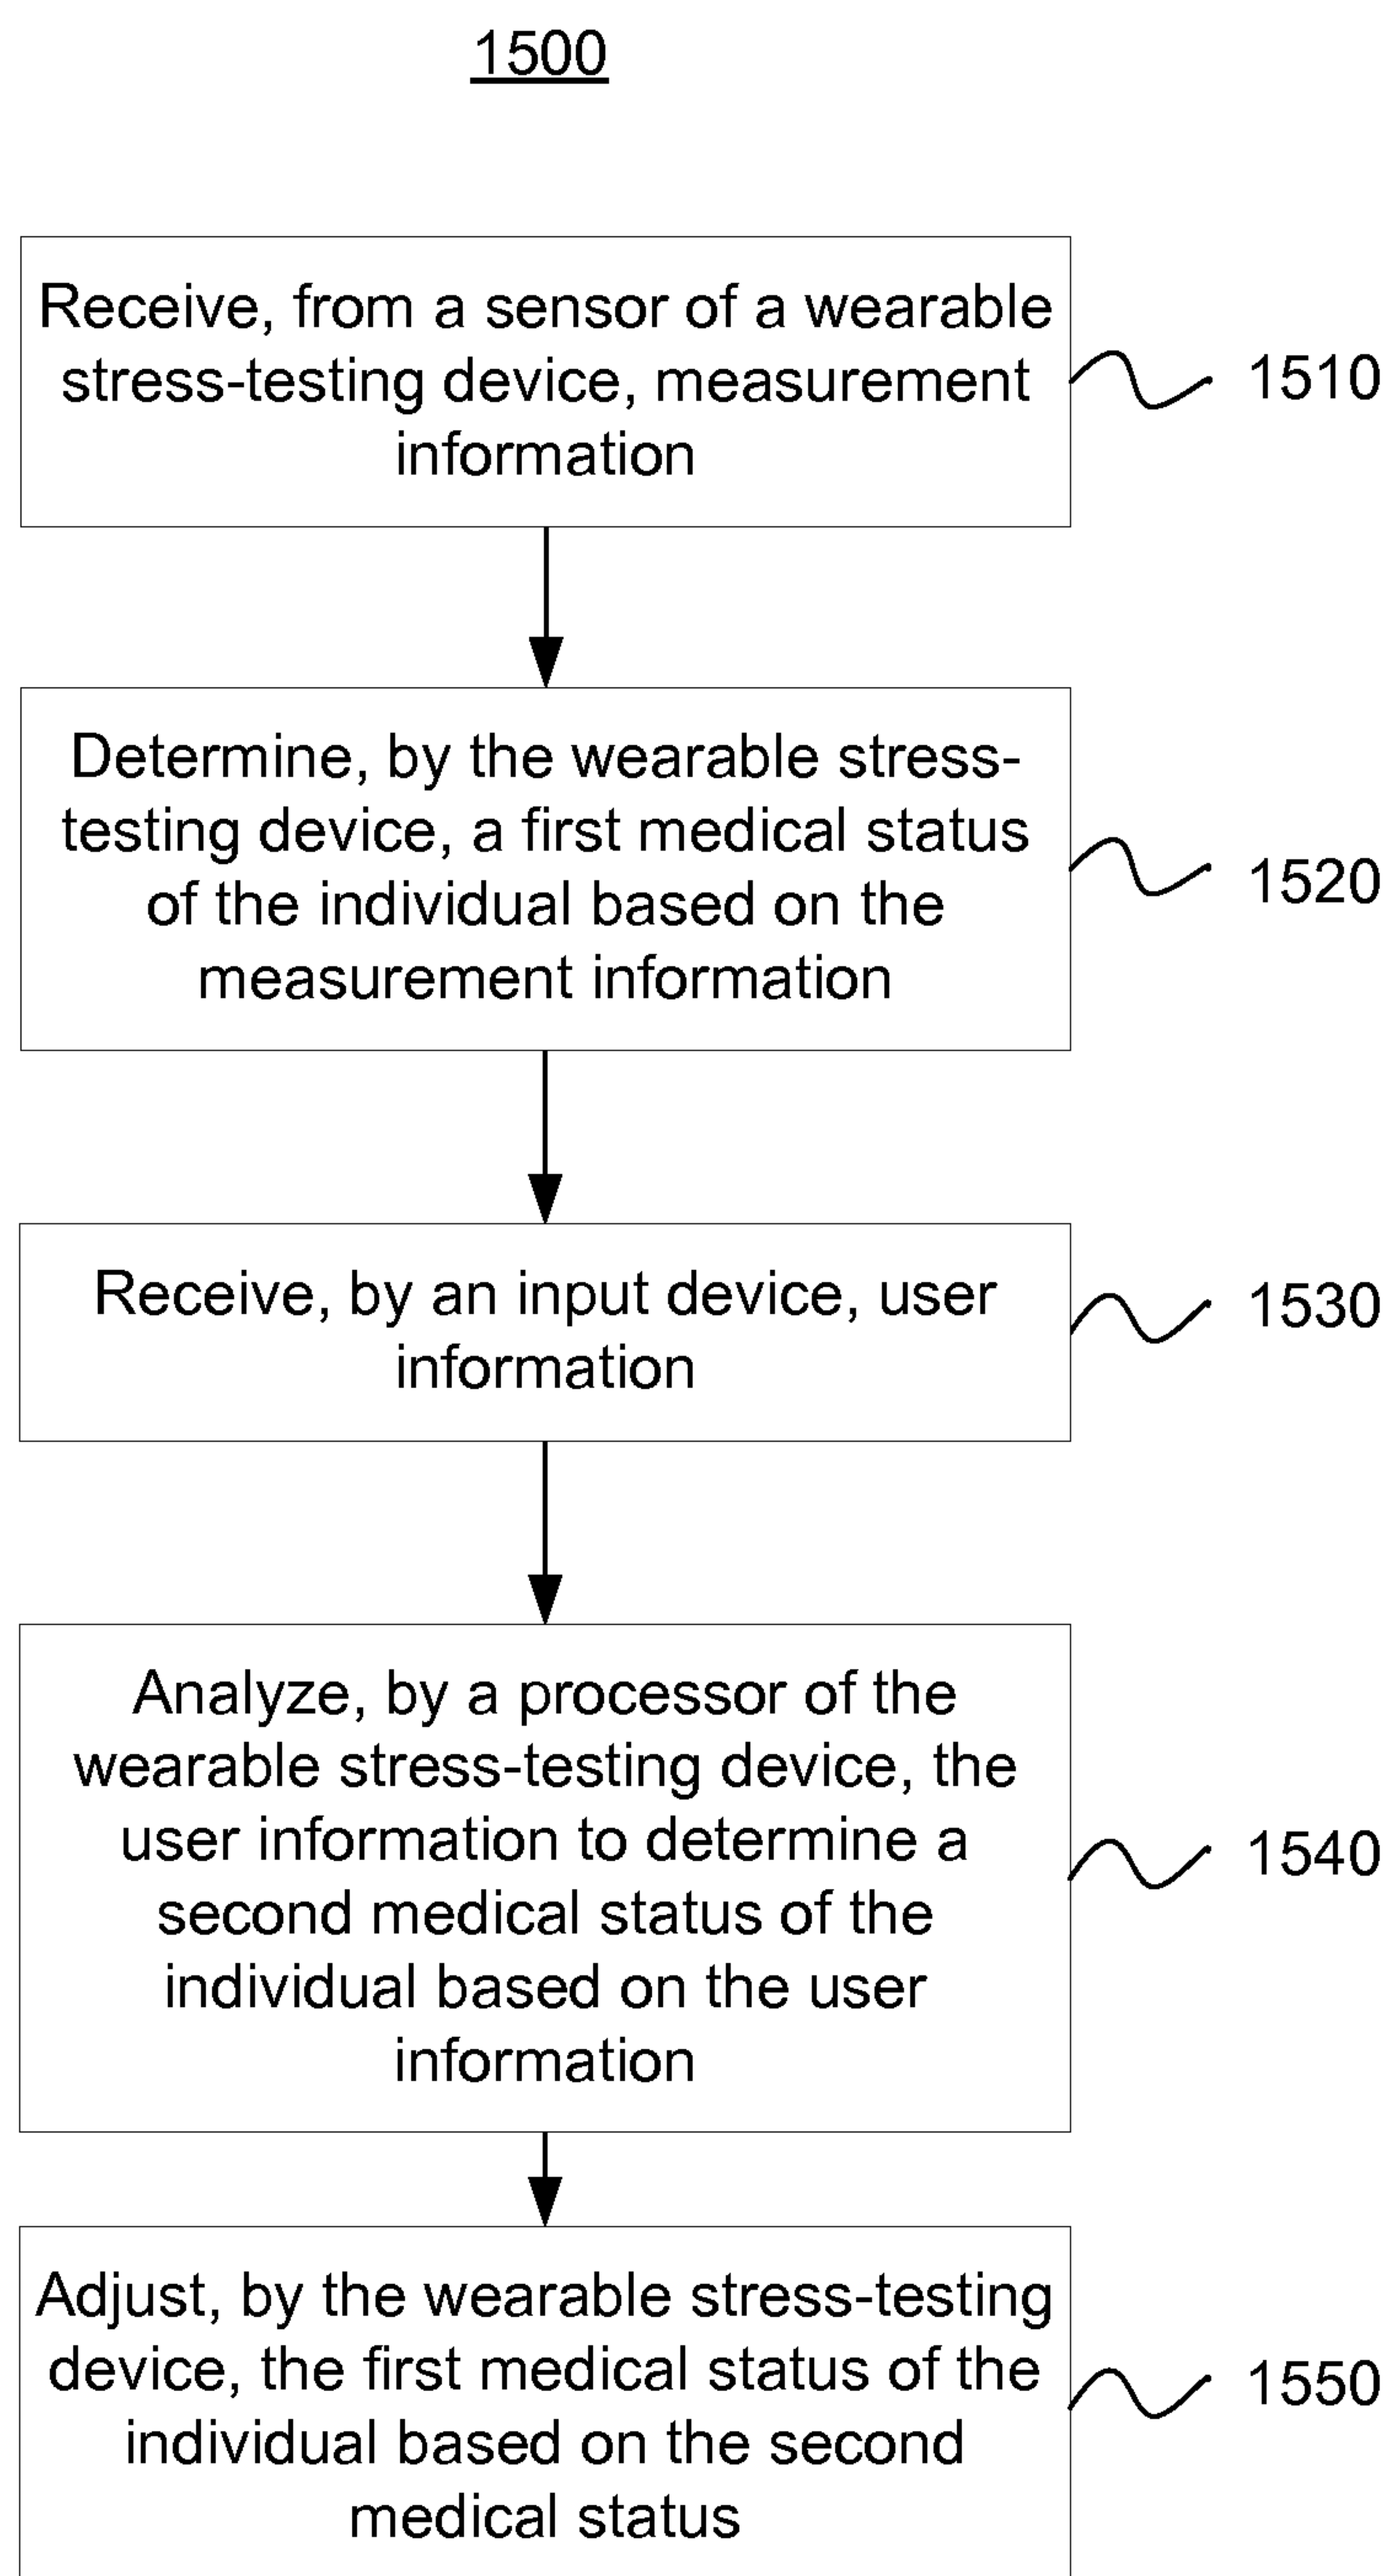 1500
Receive, from a sensor of a wearable
stress-testing device, measurement
information
1510
Determine, by the wearable stress-
testing device, a first medical status
of the individual based on the
measurement information
1520
Receive, by an input device, user
information
1530
Analyze, by a processor of the
wearable stress-testing device, the
user information to determine a
second medical status of the
individual based on the user
information
1540
Adjust, by the wearable stress-testing
device, the first medical status of the
individual based on the second
medical status
1550